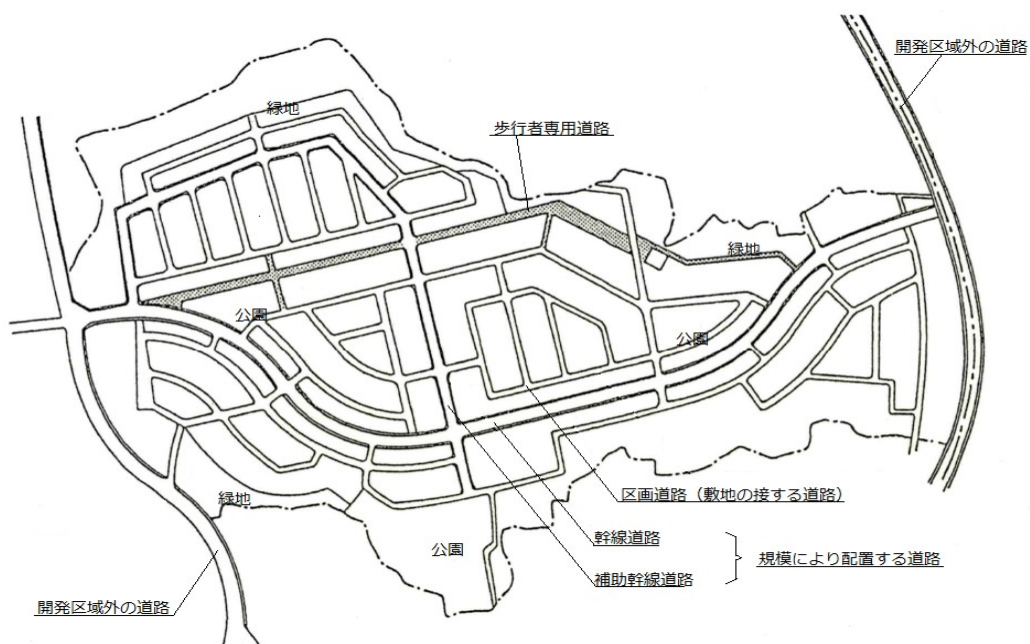 開発区域外の道路
緑地
歩行者専用道路
緑地
公園
公園
区画道路（敷地の接する道路）
緑地
幹線道路
公園
規模により配置する道路
補助幹線道路
開発区域外の道路